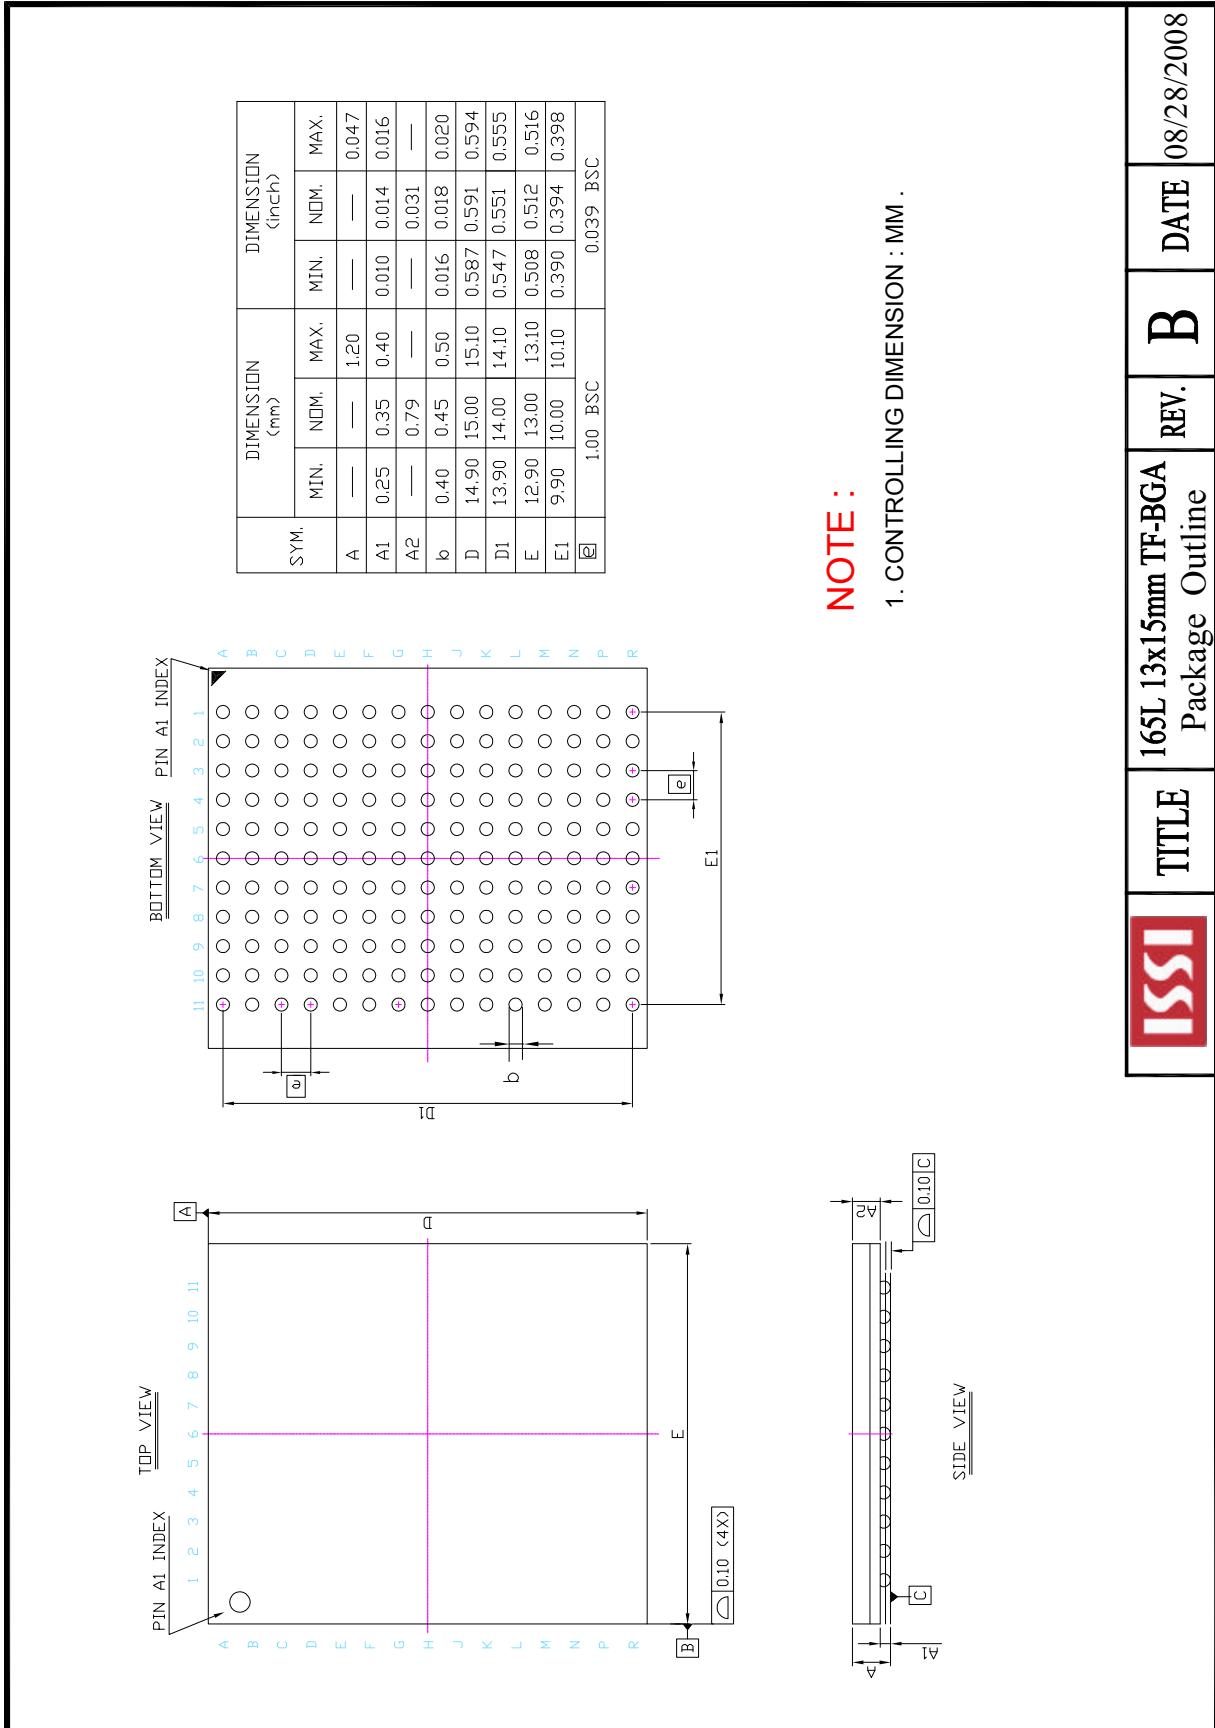 TOP VIEW
PIN A1 INDEX
1 2 3 4 5 6 7 8 9 10 11
A
B
C
D
E
F
G
H
J
K
L
M
N
P
R
A
D
E
B
0.10 (4X)
BOTTOM VIEW
PIN A1 INDEX
11 10 9 8 7 6 5 4 3 2 1
A
B
C
D
E
F
G
H
J
K
L
M
N
P
R
e
D1
b
e
E1
SYM. DIMENSION (mm) DIMENSION (inch)
MIN. NOM. MAX. MIN. NOM. MAX.
A — — 1.20 — — 0.047
A1 0.25 0.35 0.40 0.010 0.014 0.016
A2 — 0.79 — — 0.031 —
b 0.40 0.45 0.50 0.016 0.018 0.020
D 14.90 15.00 15.10 0.587 0.591 0.594
D1 13.90 14.00 14.10 0.547 0.551 0.555
E 12.90 13.00 13.10 0.508 0.512 0.516
E1 9.90 10.00 10.10 0.390 0.394 0.398
e 1.00 BSC 0.039 BSC
A
A1
C
A2
0.10 C
SIDE VIEW
NOTE :
1. CONTROLLING DIMENSION : MM .
ISSI
TITLE
165L 13x15mm TF-BGA
Package Outline
REV.
B
DATE
08/28/2008